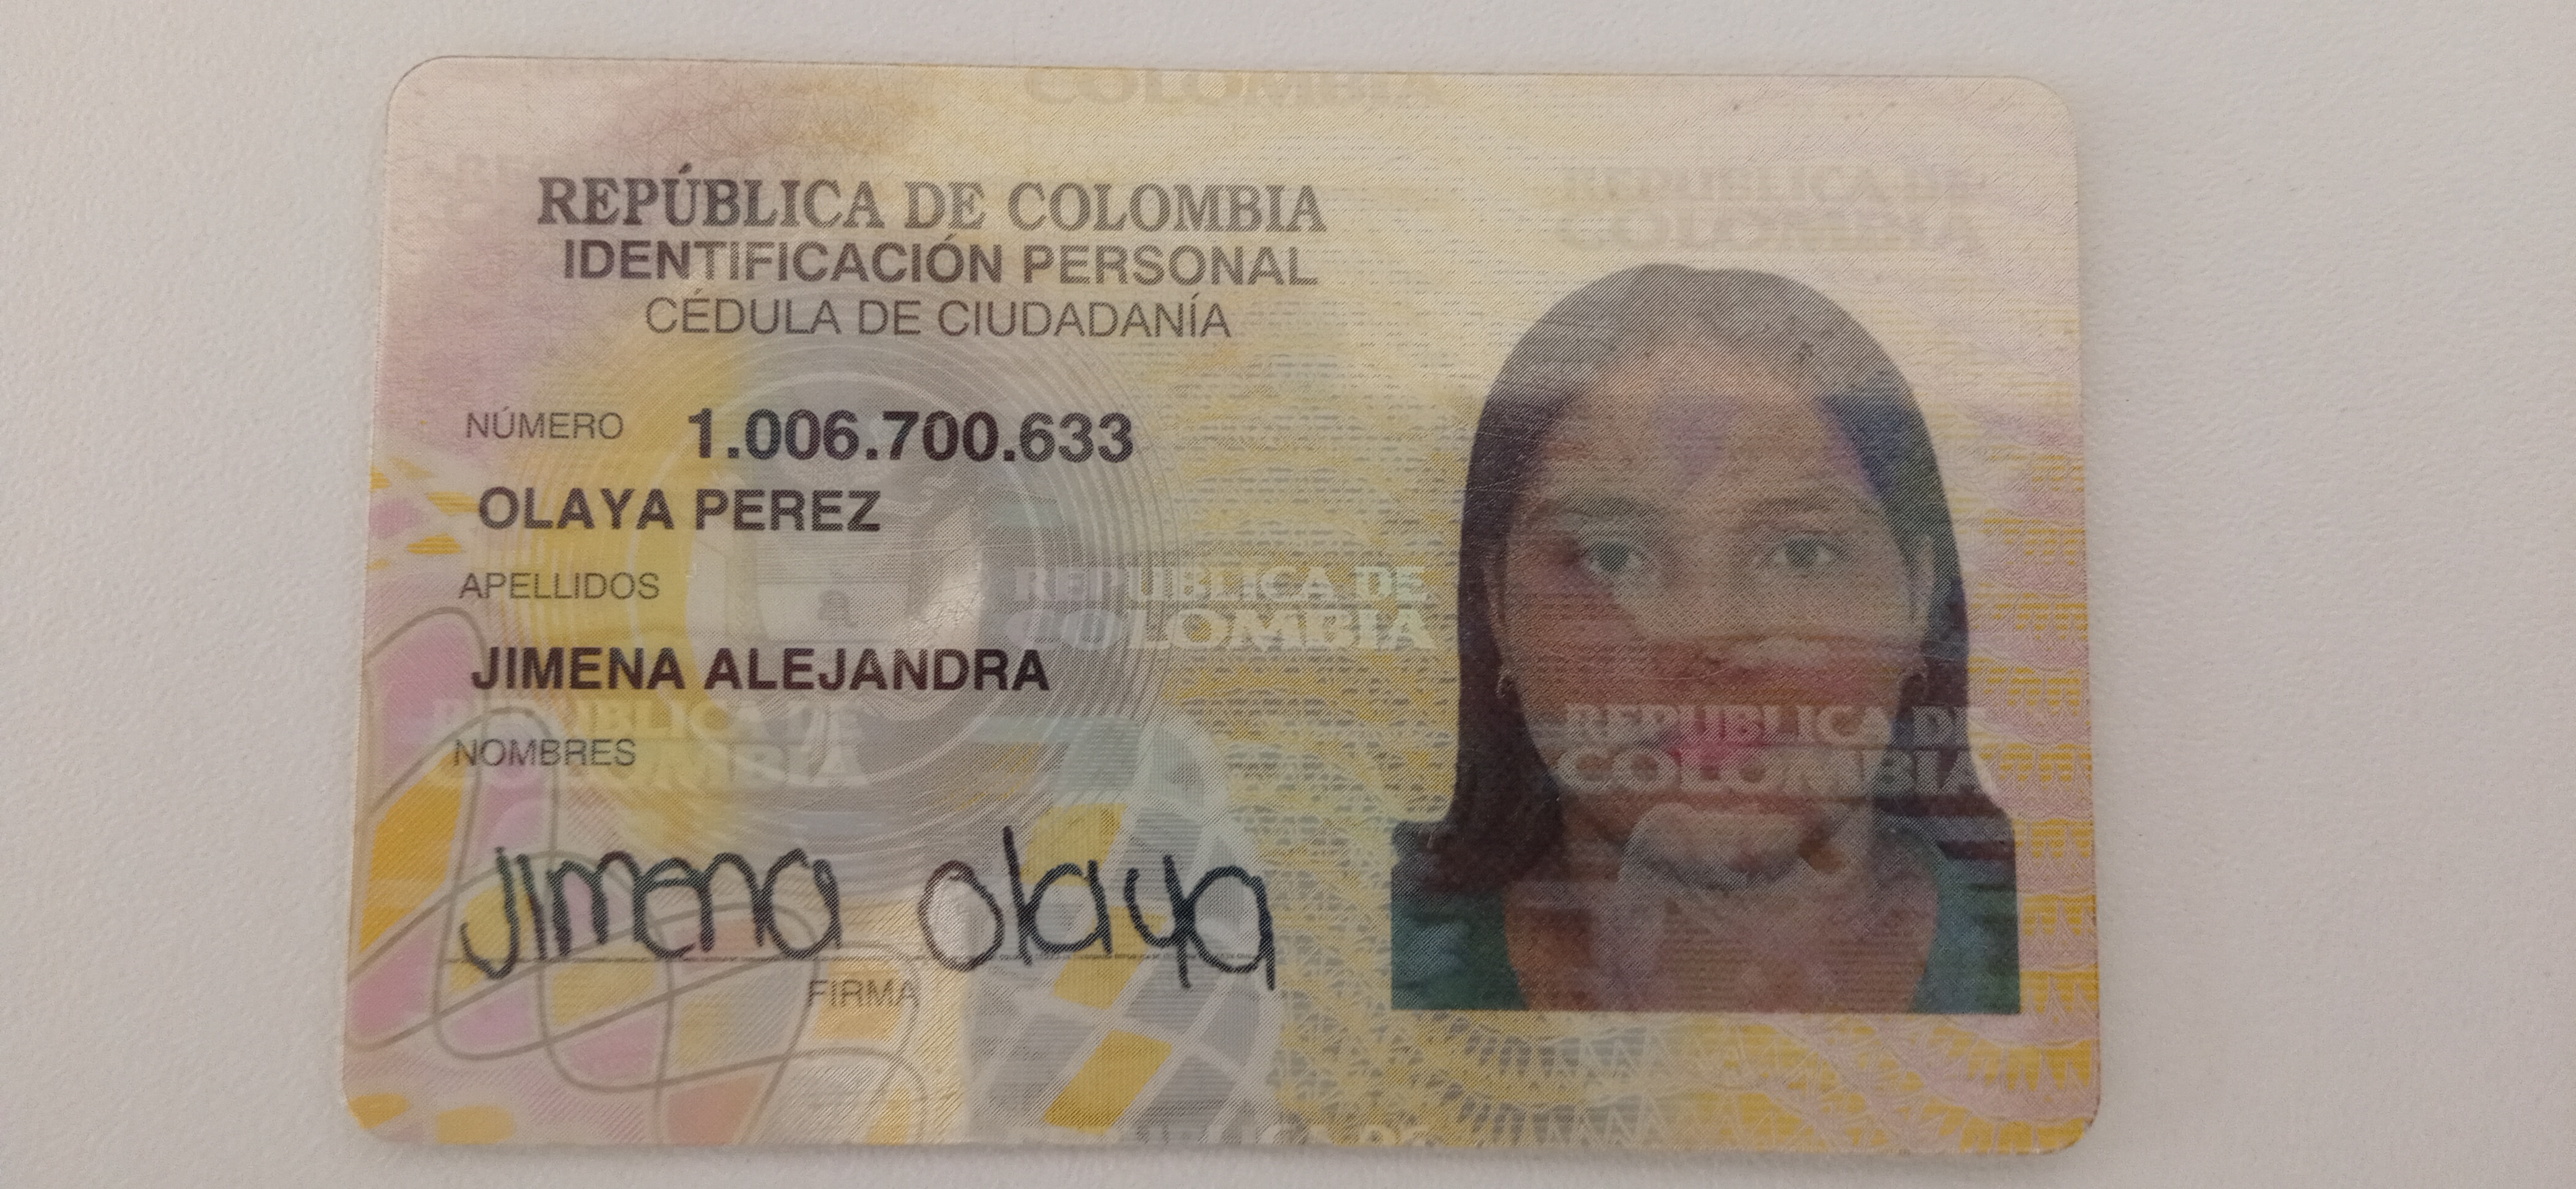 COLOMBIA
REPÚBLICA DE COLOMBIA
IDENTIFICACIÓN PERSONAL
CÉDULA DE CIUDADANÍA
REPUBLICA DE
COLOMBIA
NÚMERO 1.006.700.633
OLAYA PEREZ
APELLIDOS
REPUBLICA DE
COLOMBIA
JIMENA ALEJANDRA
REPUBLICA DE
COLOMBIA
NOMBRES
REPUBLICA DE
COLOMBIA
Jimena Olaya
FIRMA